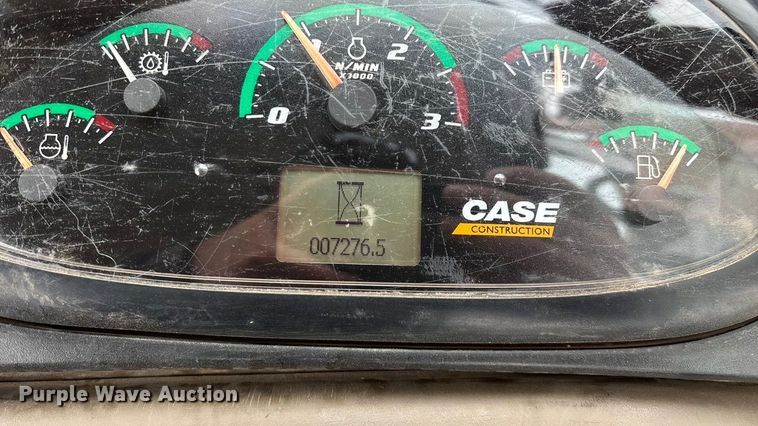 1
2
N/MIN
X1000
0
3
CASE
CONSTRUCTION
007276.5
Purple Wave Auction